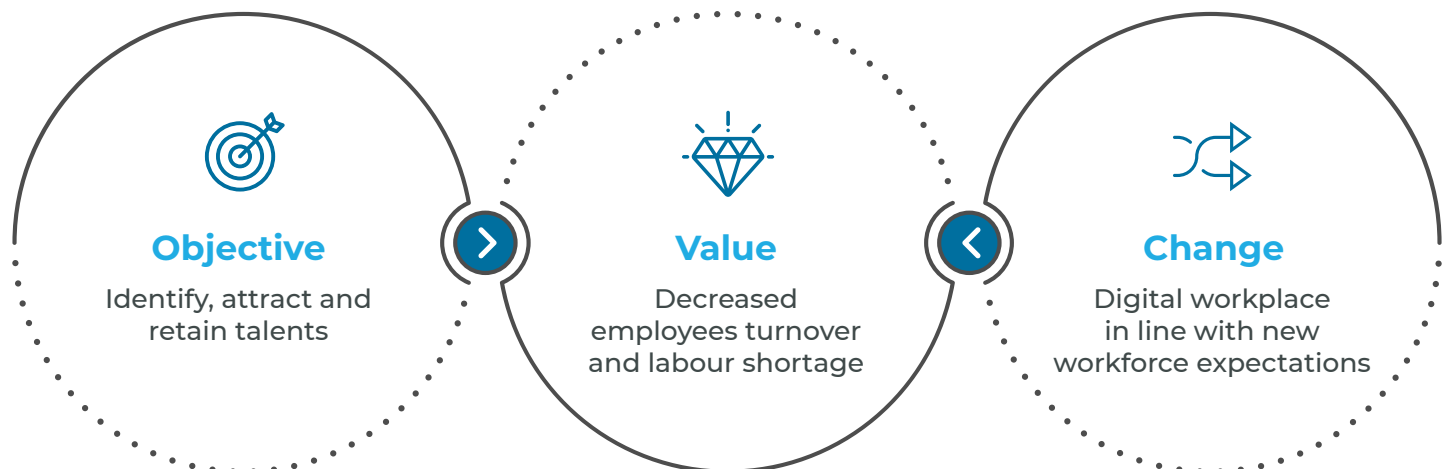 Objective
Identify, attract and
retain talents
Value
Decreased
employees turnover
and labour shortage
Change
Digital workplace
in line with new
workforce expectations